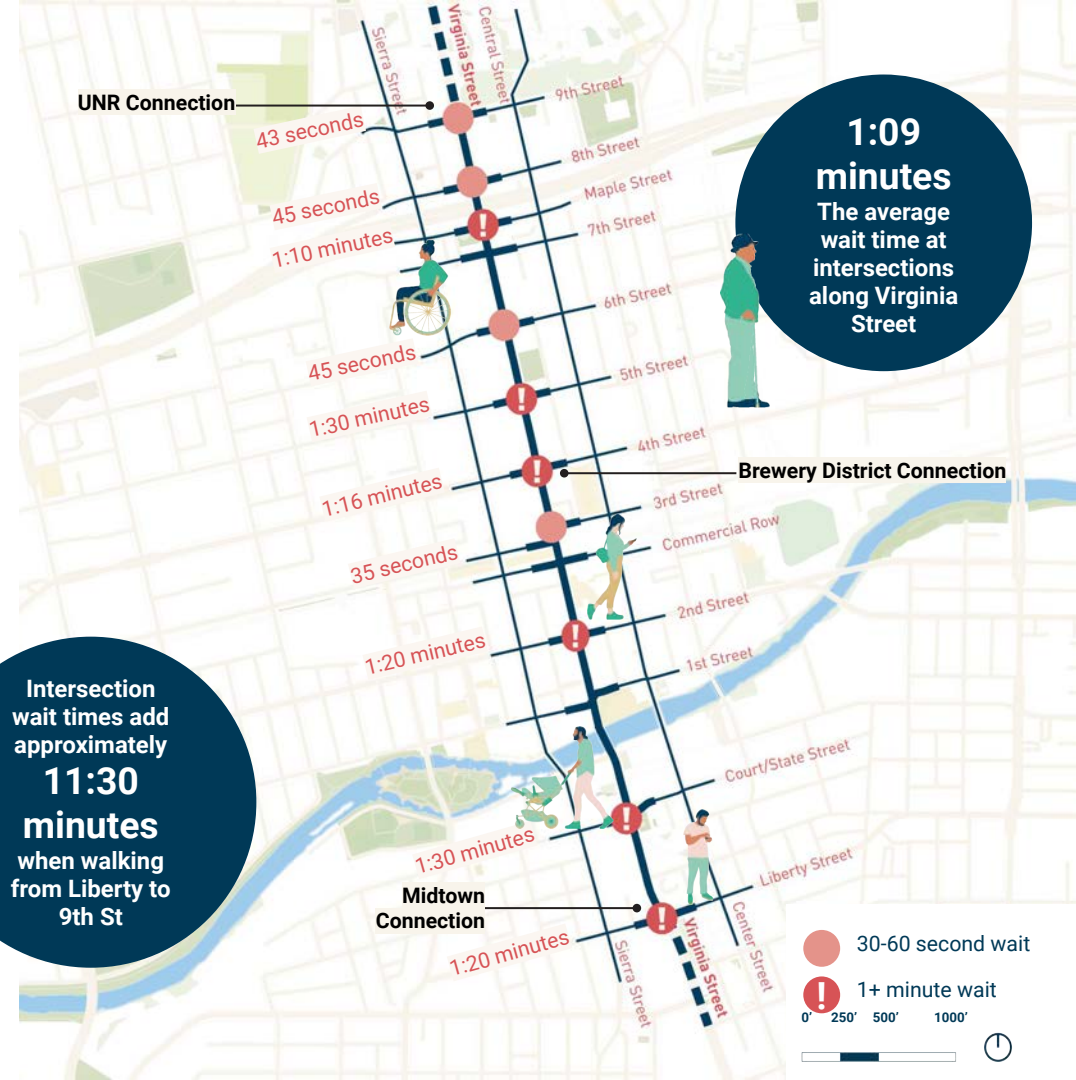 Sierra Street
Virginia Street
Central Street
UNR Connection
9th Street
43 seconds
8th Street
45 seconds
Maple Street
1:10 minutes
7th Street
1:09
minutes
The average
wait time at
intersections
along Virginia
Street
6th Street
45 seconds
5th Street
1:30 minutes
4th Street
Brewery District Connection
1:16 minutes
3rd Street
Commercial Row
35 seconds
2nd Street
1:20 minutes
1st Street
Intersection
wait times add
approximately
11:30
minutes
when walking
from Liberty to
9th St
Court/State Street
1:30 minutes
Liberty Street
Midtown
Connection
1:20 minutes
Sierra Street
Virginia Street
Center Street
30-60 second wait
1+ minute wait
0’ 250’ 500’ 1000’